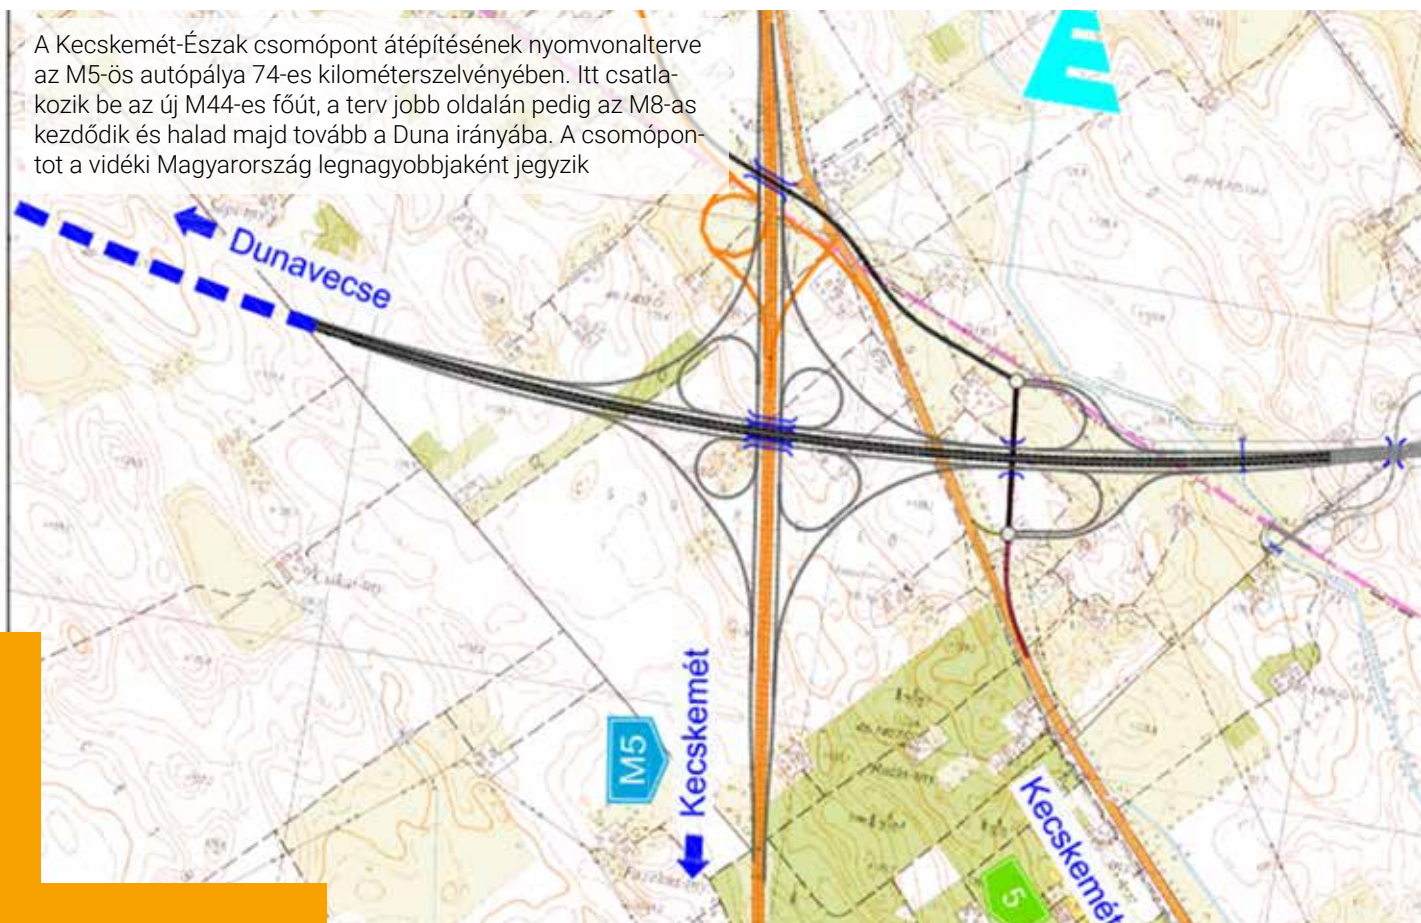 A Kecskemét-Észak csomópont átépítésének nyomvonalterve
az M5-ös autópálya 74-es kilométerszelvényében. Itt csatla-
kozik be az új M44-es főút, a terv jobb oldalán pedig az M8-as
kezdődik és halad majd tovább a Duna irányába. A csomópon-
tot a vidéki Magyarország legnagyobbjaként jegyzik
Dunavecse
M5
Kecskemét
Kecskemét
5